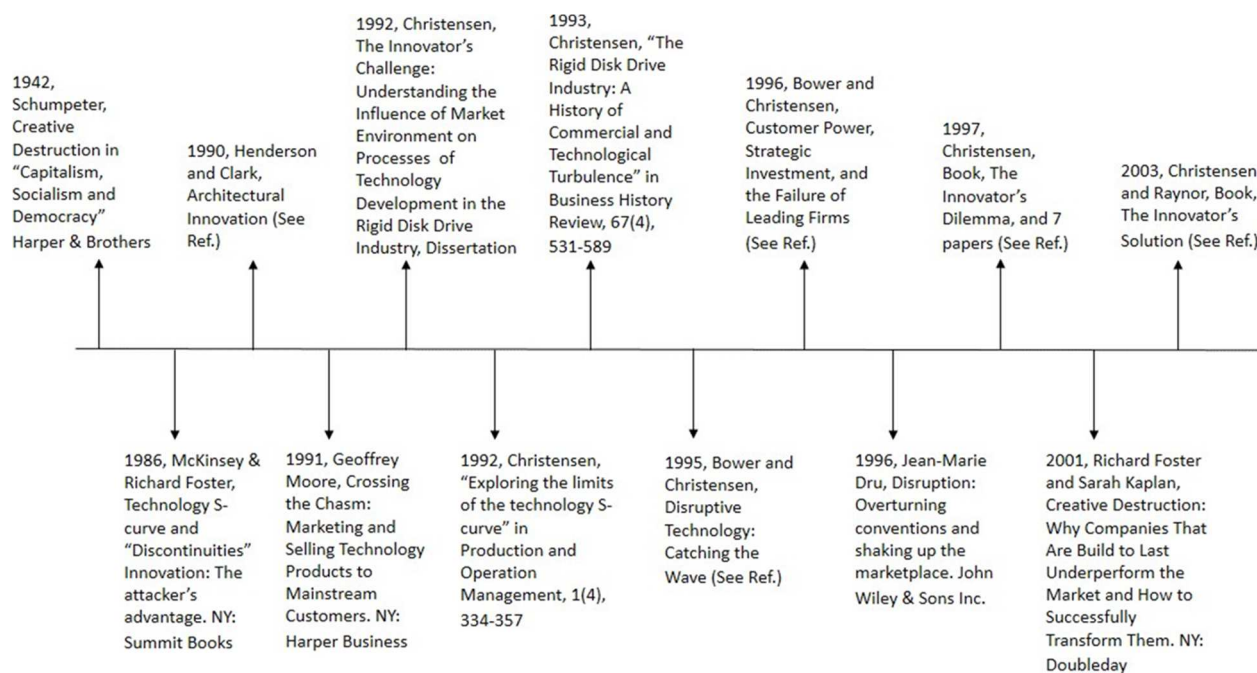 1942,
Schumpeter,
Creative
Destruction in
“Capitalism,
Socialism and
Democracy”
Harper & Brothers
1990, Henderson
and Clark,
Architectural
Innovation (See
Ref.)
1992, Christensen,
The Innovator’s
Challenge:
Understanding the
Influence of Market
Environment on
Processes of
Technology
Development in the
Rigid Disk Drive
Industry, Dissertation
1993,
Christensen, “The
Rigid Disk Drive
Industry: A
History of
Commercial and
Technological
Turbulence” in
Business History
Review, 67(4),
531-589
1996, Bower and
Christensen,
Customer Power,
Strategic
Investment, and
the Failure of
Leading Firms
(See Ref.)
1997,
Christensen,
Book, The
Innovator’s
Dilemma, and 7
papers (See Ref.)
2003, Christensen
and Raynor, Book,
The Innovator’s
Solution (See Ref.)
1986, McKinsey &
Richard Foster,
Technology S-
curve and
“Discontinuities”
Innovation: The
attacker’s
advantage. NY:
Summit Books
1991, Geoffrey
Moore, Crossing
the Chasm:
Marketing and
Selling Technology
Products to
Mainstream
Customers. NY:
Harper Business
1992, Christensen,
“Exploring the limits
of the technology S-
curve” in
Production and
Operation
Management, 1(4),
334-357
1995, Bower and
Christensen,
Disruptive
Technology:
Catching the
Wave (See Ref.)
1996, Jean-Marie
Dru, Disruption:
Overturning
conventions and
shaking up the
marketplace. John
Wiley & Sons Inc.
2001, Richard Foster
and Sarah Kaplan,
Creative Destruction:
Why Companies That
Are Build to Last
Underperform the
Market and How to
Successfully
Transform Them. NY:
Doubleday